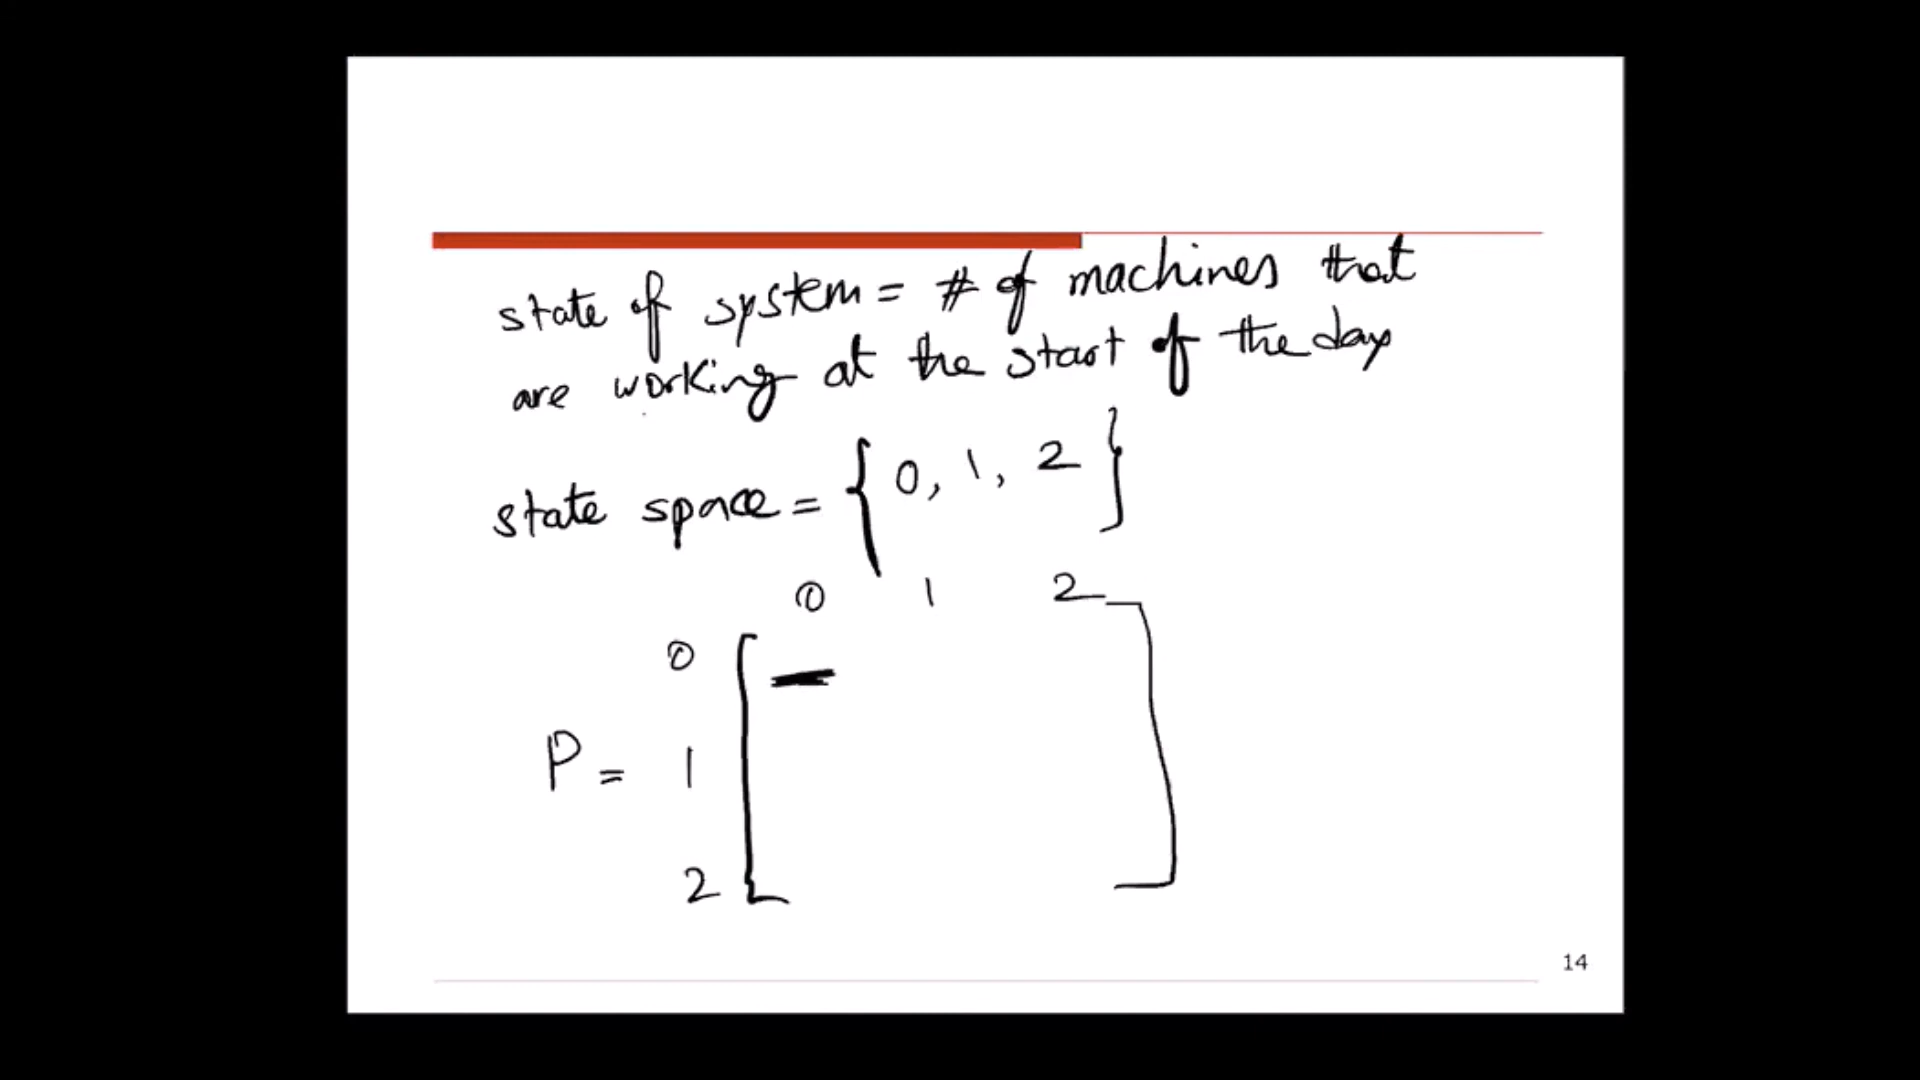 state of system = # of machines that
are working at the start of the day
state space = { 0, 1, 2 }
0 1 2
0
P = 1
2
14